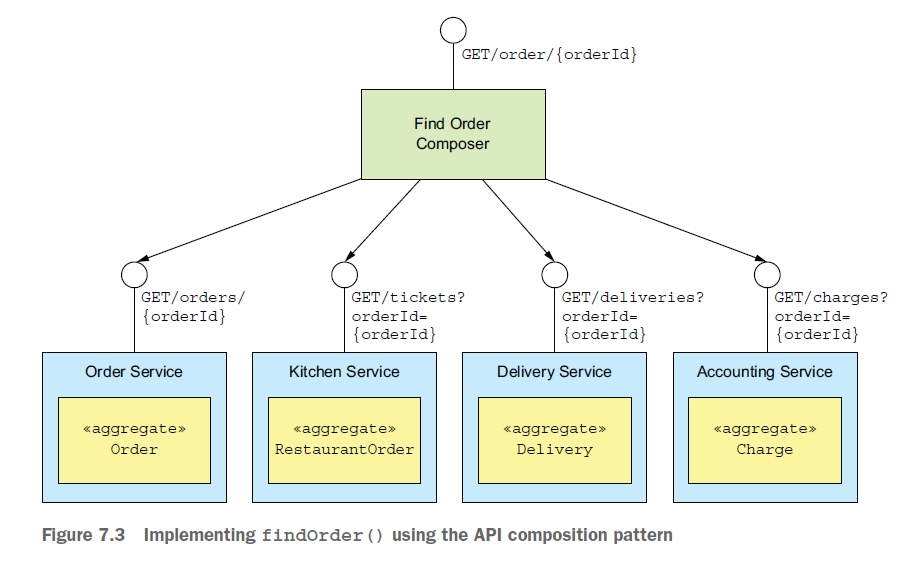 GET/order/{orderId}
Find Order
Composer
GET/orders/
{orderId}
GET/tickets?
orderId=
{orderId}
GET/deliveries?
orderId=
{orderId}
GET/charges?
orderId=
{orderId}
Order Service
«aggregate»
Order
Kitchen Service
«aggregate»
RestaurantOrder
Delivery Service
«aggregate»
Delivery
Accounting Service
«aggregate»
Charge
Figure 7.3 Implementing findOrder() using the API composition pattern